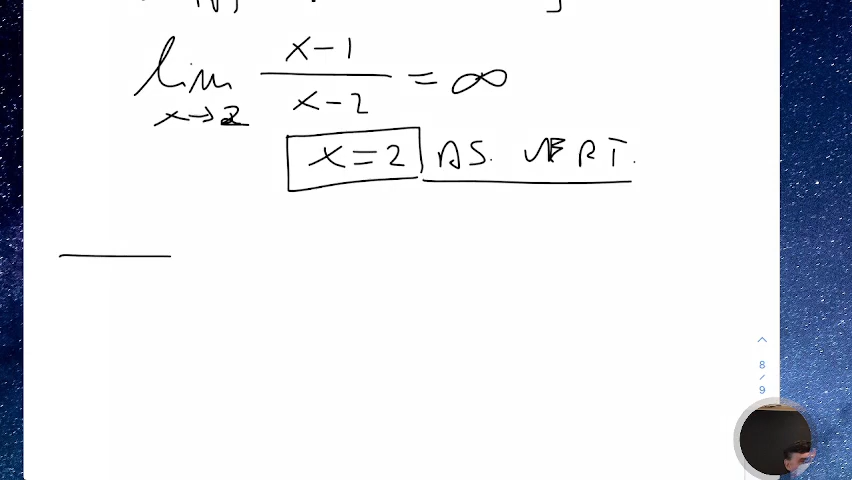 lim x→2 x-1 / x-2 = ∞
x=2 AS. VERT.
8 / 9